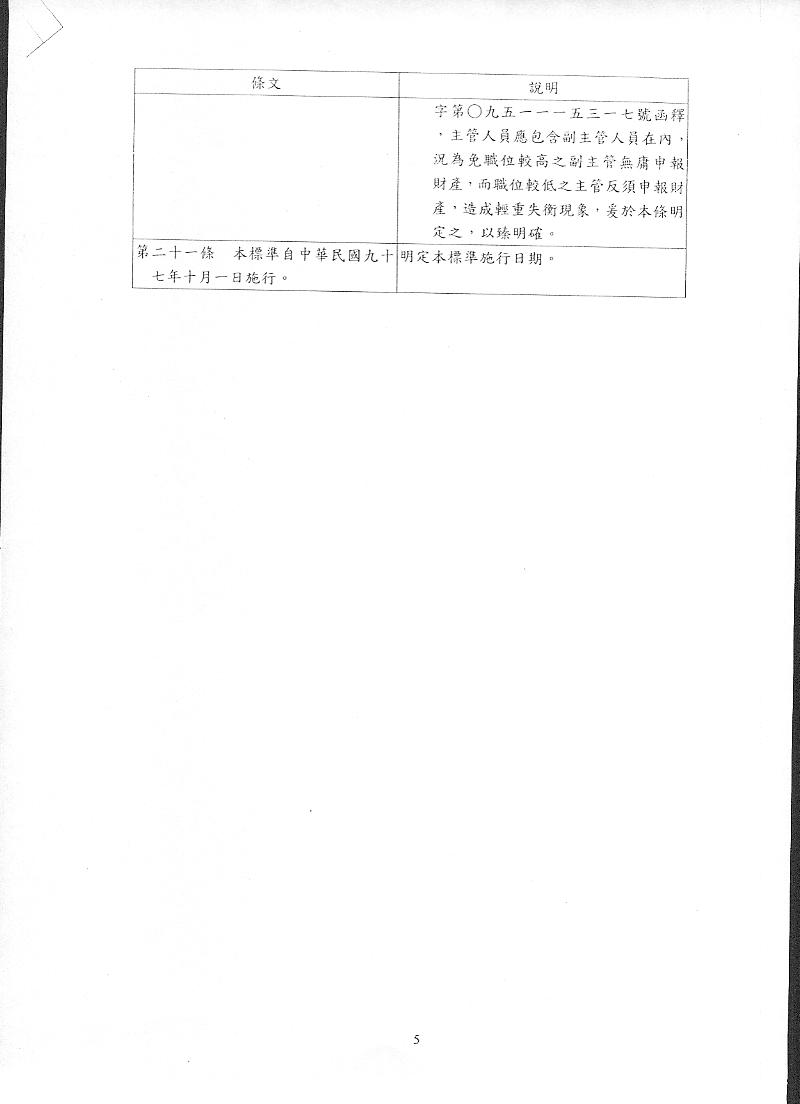 條文
說明
字第〇九五一一一五三一七號函釋
,主管人員應包含副主管人員在內,
況為免職位較高之副主管無庸申報
財產,而職位較低之主管反須申報財
產,造成輕重失衡現象,爰於本條明
定之,以臻明確。
第二十一條 本標準自中華民國九十
七年十月一日施行。
明定本標準施行日期。
5